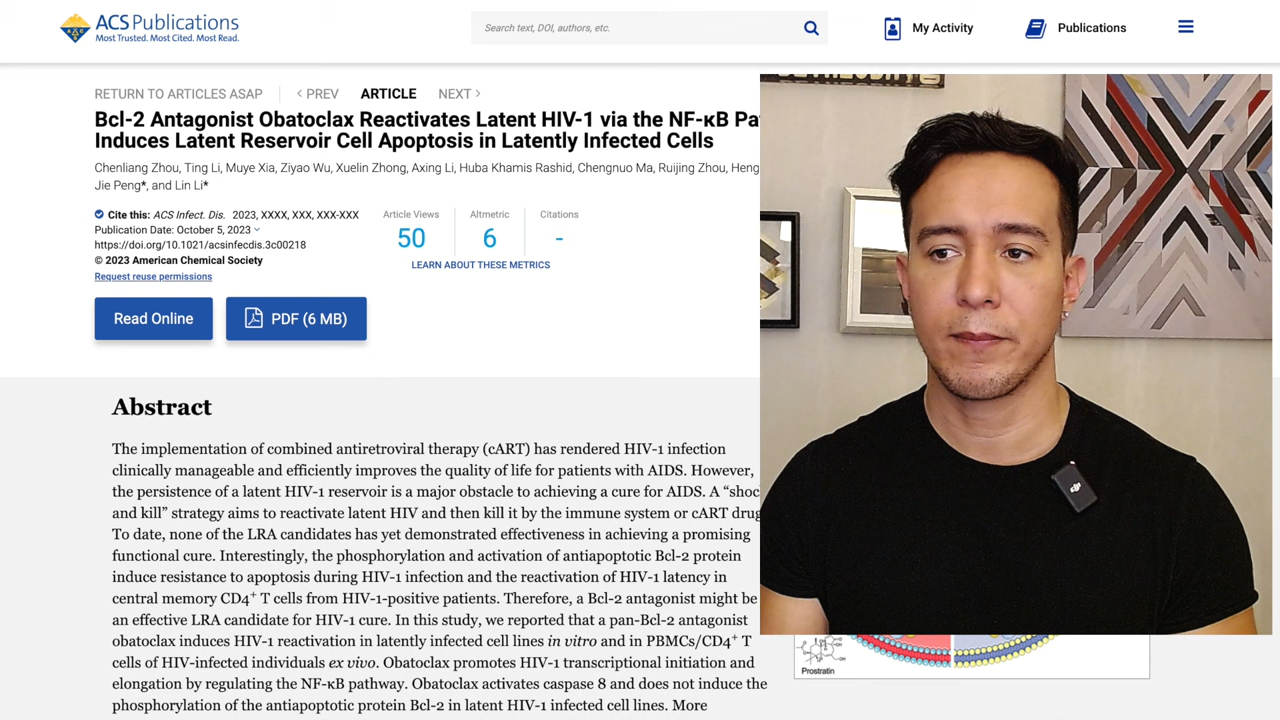 ACS Publications
Most Trusted. Most Cited. Most Read.
Search text, DOI, authors, etc.
My Activity
Publications
RETURN TO ARTICLES ASAP
< PREV
ARTICLE
NEXT >
Bcl-2 Antagonist Obatoclax Reactivates Latent HIV-1 via the NF-κB Pa
Induces Latent Reservoir Cell Apoptosis in Latently Infected Cells
Chenliang Zhou, Ting Li, Muye Xia, Ziyao Wu, Xuelin Zhong, Axing Li, Huba Khamis Rashid, Chengnuo Ma, Ruijing Zhou, Heng
Jie Peng*, and Lin Li*
Cite this: ACS Infect. Dis. 2023, XXXX, XXX, XXX-XXX
Publication Date: October 5, 2023
https://doi.org/10.1021/acsinfecdis.3c00218
© 2023 American Chemical Society
Request reuse permissions
Article Views
50
Altmetric
6
Citations
-
LEARN ABOUT THESE METRICS
Read Online
PDF (6 MB)
Abstract
The implementation of combined antiretroviral therapy (cART) has rendered HIV-1 infection
clinically manageable and efficiently improves the quality of life for patients with AIDS. However,
the persistence of a latent HIV-1 reservoir is a major obstacle to achieving a cure for AIDS. A “shoc
and kill” strategy aims to reactivate latent HIV and then kill it by the immune system or cART drug
To date, none of the LRA candidates has yet demonstrated effectiveness in achieving a promising
functional cure. Interestingly, the phosphorylation and activation of antiapoptotic Bcl-2 protein
induce resistance to apoptosis during HIV-1 infection and the reactivation of HIV-1 latency in
central memory CD4⁺ T cells from HIV-1-positive patients. Therefore, a Bcl-2 antagonist might be
an effective LRA candidate for HIV-1 cure. In this study, we reported that a pan-Bcl-2 antagonist
obatoclax induces HIV-1 reactivation in latently infected cell lines in vitro and in PBMCs/CD4⁺ T
cells of HIV-infected individuals ex vivo. Obatoclax promotes HIV-1 transcriptional initiation and
elongation by regulating the NF-κB pathway. Obatoclax activates caspase 8 and does not induce the
phosphorylation of the antiapoptotic protein Bcl-2 in latent HIV-1 infected cell lines. More
Prostratin